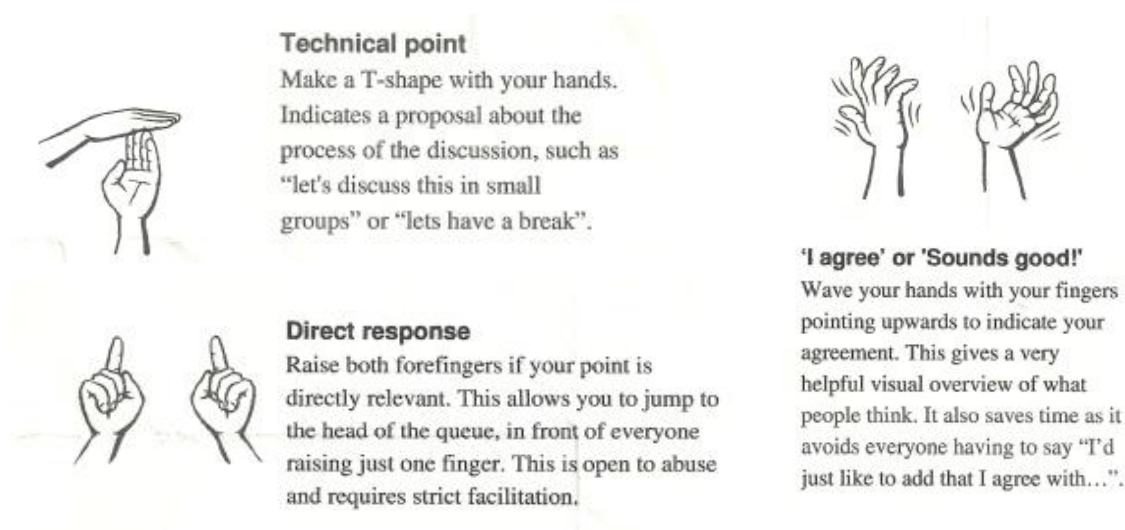 Technical point
Make a T-shape with your hands.
Indicates a proposal about the
process of the discussion, such as
“let's discuss this in small
groups” or “lets have a break”.
Direct response
Raise both forefingers if your point is
directly relevant. This allows you to jump to
the head of the queue, in front of everyone
raising just one finger. This is open to abuse
and requires strict facilitation.
‘I agree’ or 'Sounds good!'
Wave your hands with your fingers
pointing upwards to indicate your
agreement. This gives a very
helpful visual overview of what
people think. It also saves time as it
avoids everyone having to say “I’d
just like to add that I agree with…”.